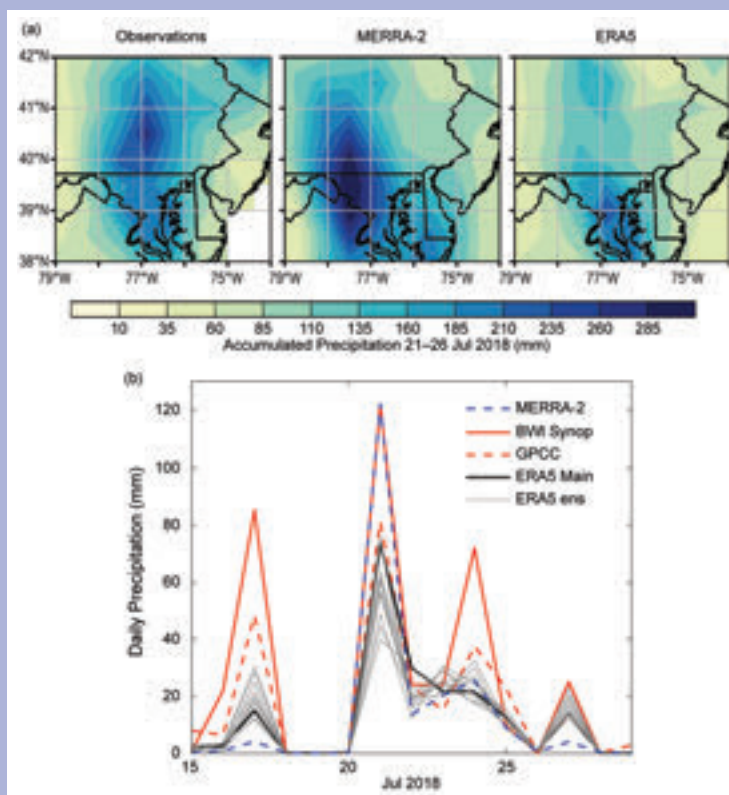 (a)
Observations MERRA-2 ERA5
42°N
41°N
40°N
39°N
38°N
79°W 77°W 75°W 79°W 77°W 75°W 79°W 77°W 75°W
10 35 60 85 110 135 160 185 210 235 260 285
Accumulated Precipitation 21–26 Jul 2018 (mm)
(b)
Daily Precipitation (mm)
120
100
80
60
40
20
0
MERRA-2
BWI Synop
GPCC
ERA5 Main
ERA5 ens
15 20 25
Jul 2018